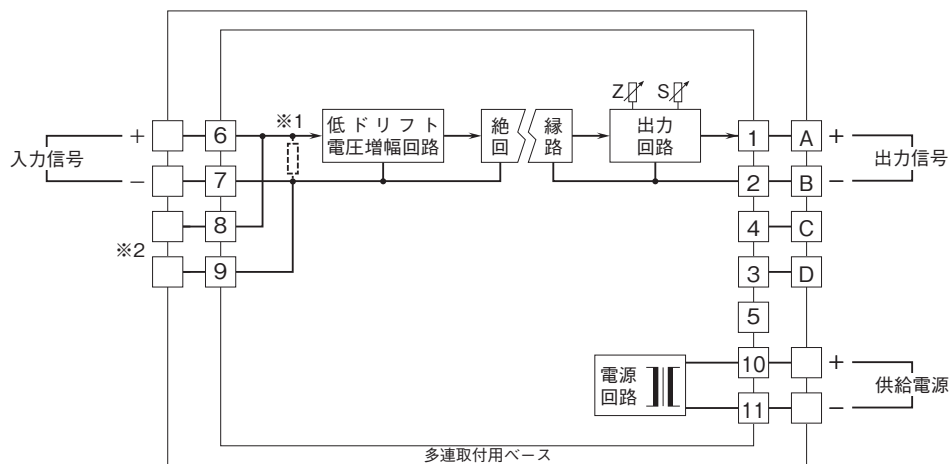 Z S
※1
低ドリフト
電圧増幅回路
絶 縁
回 路
出力
回路
入力信号
+
−
6
7
8
9
※2
1 A +
2 B −
出力信号
4 C
3 D
5
電源
回路
10 +
11 −
供給電源
多連取付用ベース